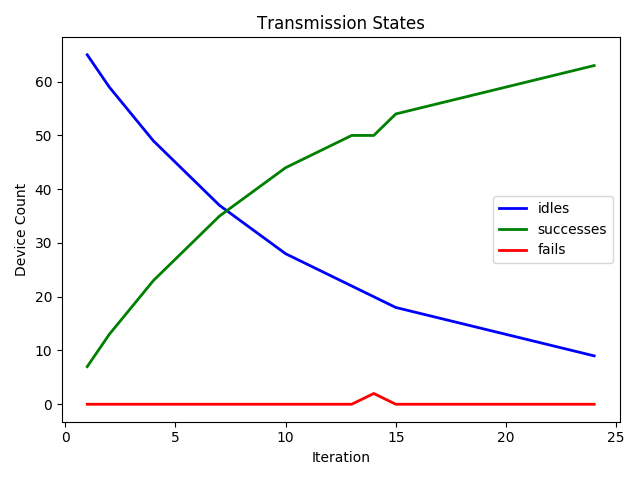 Transmission States
Device Count
60
50
40
30
20
10
0
idles
successes
fails
0 5 10 15 20 25
Iteration